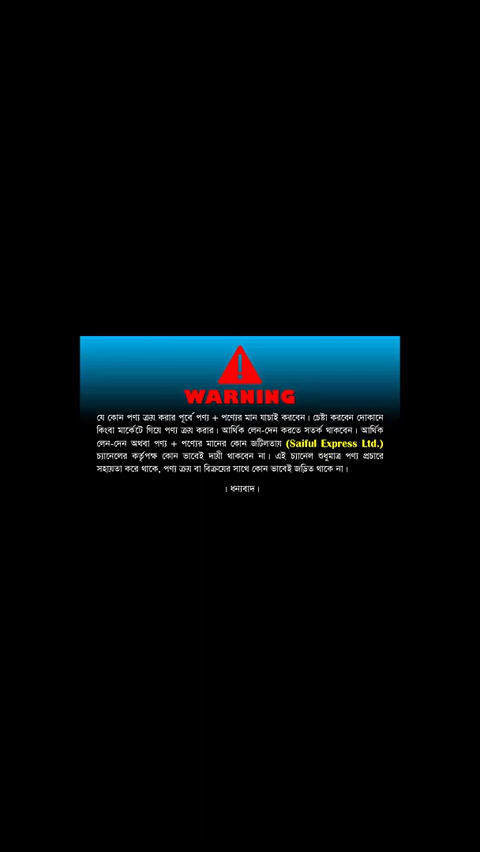 WARNING
যে কোন পণ্য ক্রয় করার পূর্বে পণ্য + পণ্যের মান যাচাই করবেন। চেষ্টা করবেন দোকানে
কিংবা মার্কেটে গিয়ে পণ্য ক্রয় করার। আর্থিক লেন-দেন করতে সতর্ক থাকবেন। আর্থিক
লেন-দেন অথবা পণ্য + পণ্যের মানের কোন জটিলতায় (Saiful Express Ltd.)
চ্যানেলের কর্তৃপক্ষ কোন ভাবেই দায়ী থাকবেন না। এই চ্যানেল শুধুমাত্র পণ্য প্রচারে
সহায়তা করে থাকে, পণ্য ক্রয় বা বিক্রয়ের সাথে কোন ভাবেই জড়িত থাকে না।
। ধন্যবাদ।